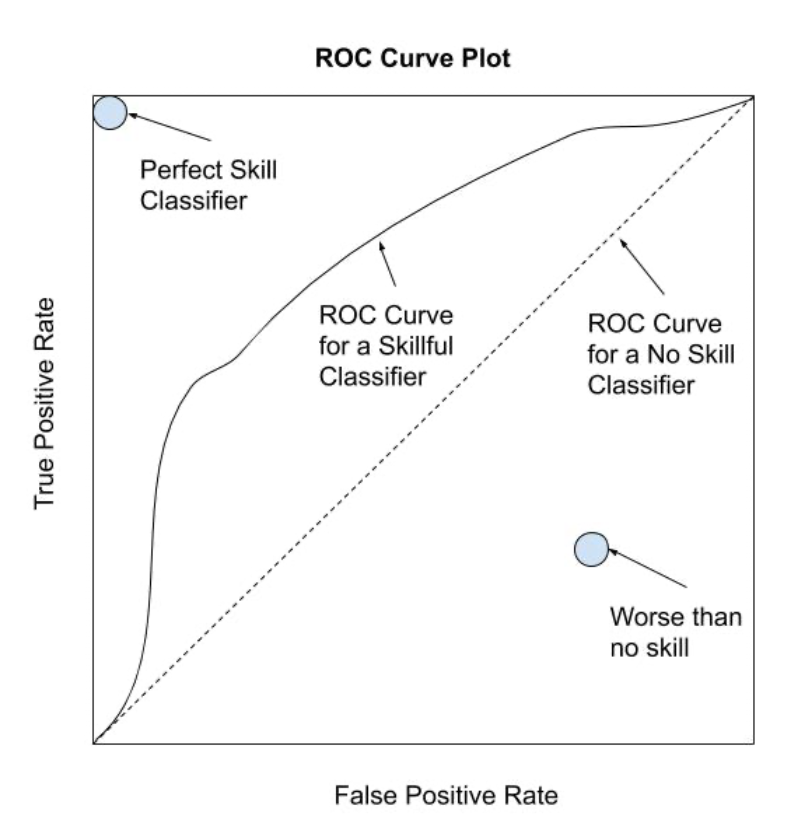 ROC Curve Plot
Perfect Skill
Classifier
ROC Curve
for a Skillful
Classifier
ROC Curve
for a No Skill
Classifier
True Positive Rate
Worse than
no skill
False Positive Rate